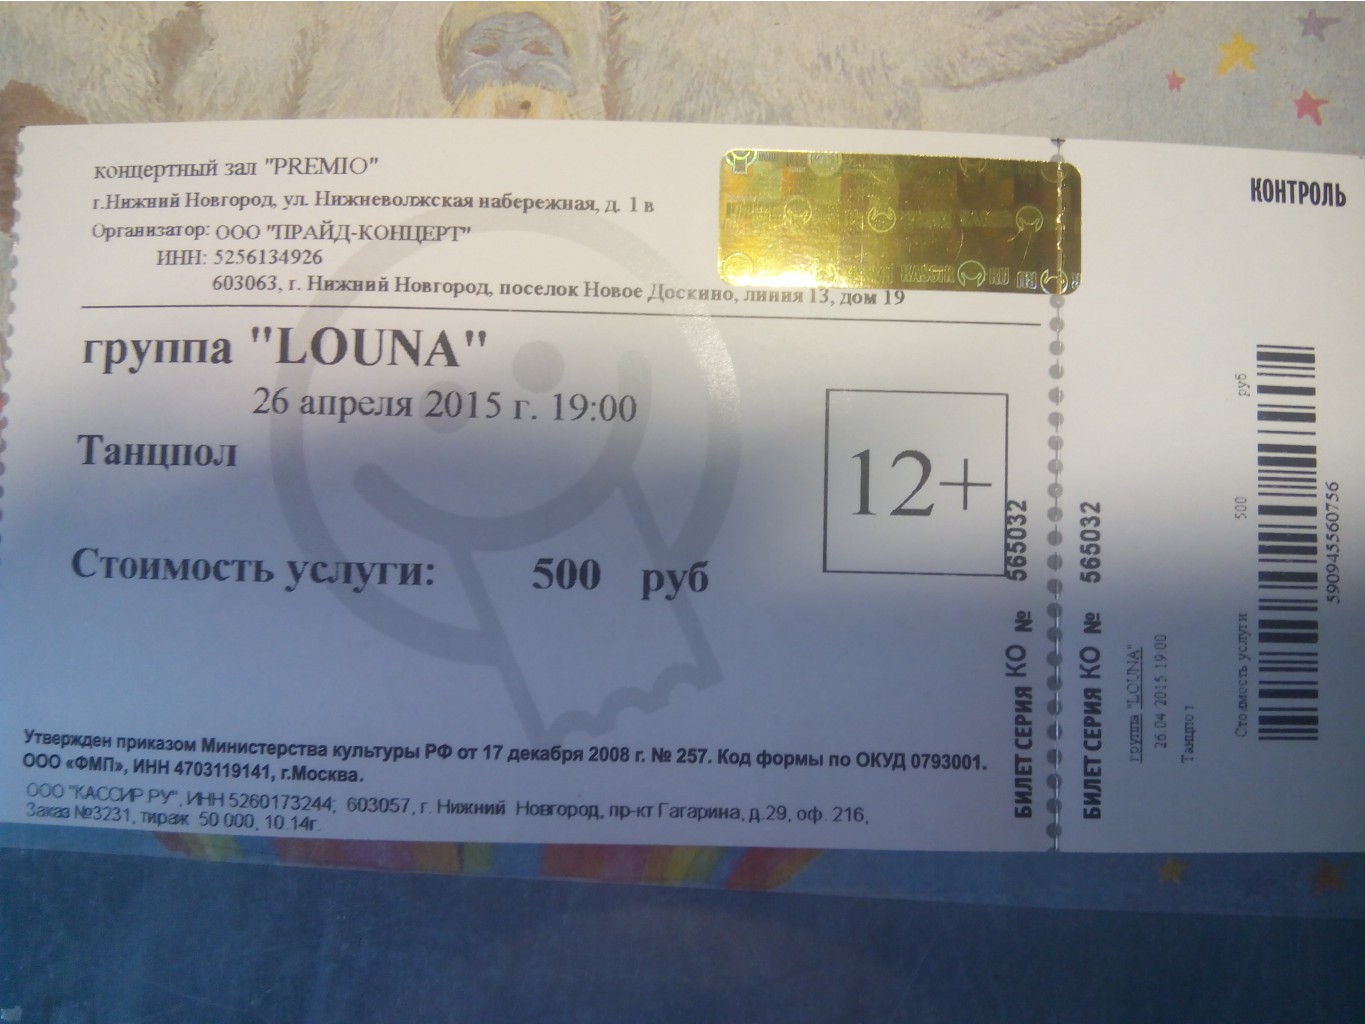 концертный зал "PREMIO"
г.Нижний Новгород, ул. Нижневолжская набережная, д. 1 в
Организатор: ООО "ПРАЙД-КОНЦЕРТ"
ИНН: 5256134926
603063, г. Нижний Новгород, поселок Новое Доскино, линия 13, дом 19
группа "LOUNA"
26 апреля 2015 г. 19:00
Танцпол
12+
Стоимость услуги: 500 руб
Утвержден приказом Министерства культуры РФ от 17 декабря 2008 г. № 257. Код формы по ОКУД 0793001.
ООО «ФМП», ИНН 4703119141, г.Москва.
ООО "КАССИР РУ", ИНН 5260173244; 603057, г. Нижний Новгород, пр-кт Гагарина, д.29, оф. 216,
Заказ №3231, тираж 50 000, 10.14г.
KASSIR RU
БИЛЕТ СЕРИЯ КО № 565032
БИЛЕТ СЕРИЯ КО № 565032
КОНТРОЛЬ
группа "LOUNA"
26.04 2015 19:00
Стоимость услуги 500 руб
590945560756